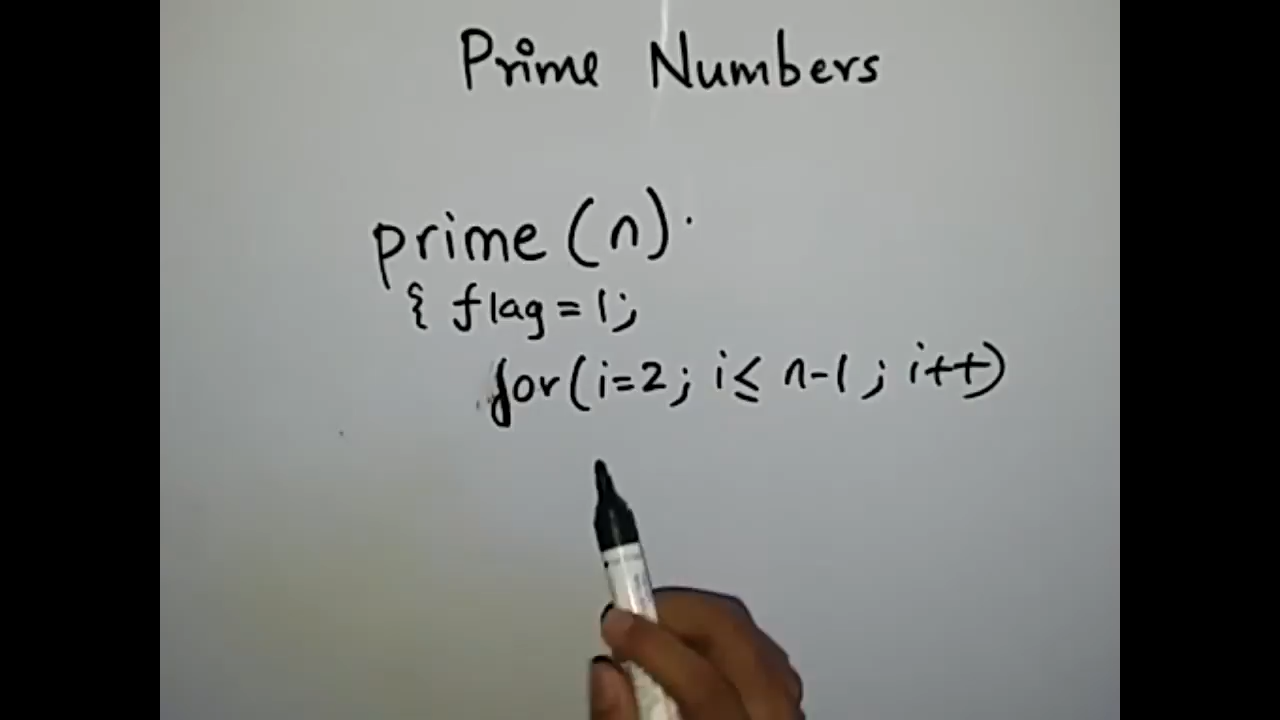 Prime Numbers
prime (n)
{ flag = 1;
for(i=2; i≤ n-1; i++)